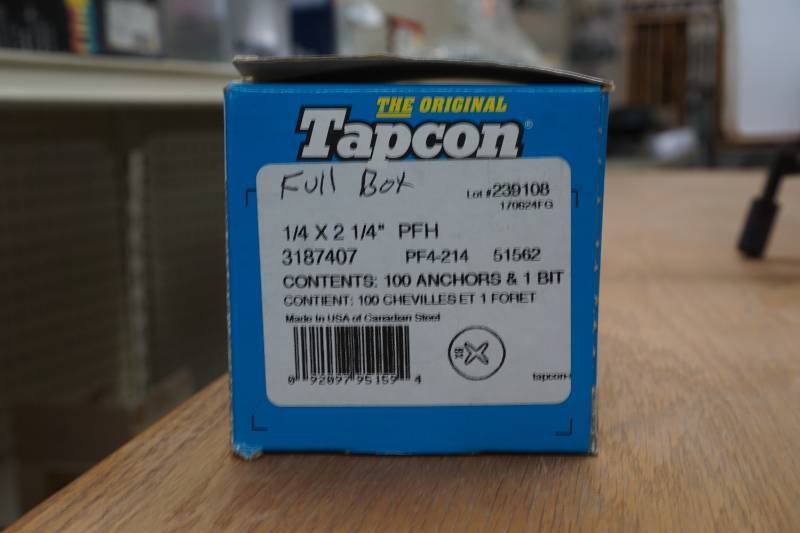 THE ORIGINAL
Tapcon®
Full Box
Lot #239108
170624FG
1/4 X 2 1/4" PFH
3187407 PF4-214 51562
CONTENTS: 100 ANCHORS & 1 BIT
CONTIENT: 100 CHEVILLES ET 1 FORET
Made In USA of Canadian Steel
0 92097 95159 4
tapcon